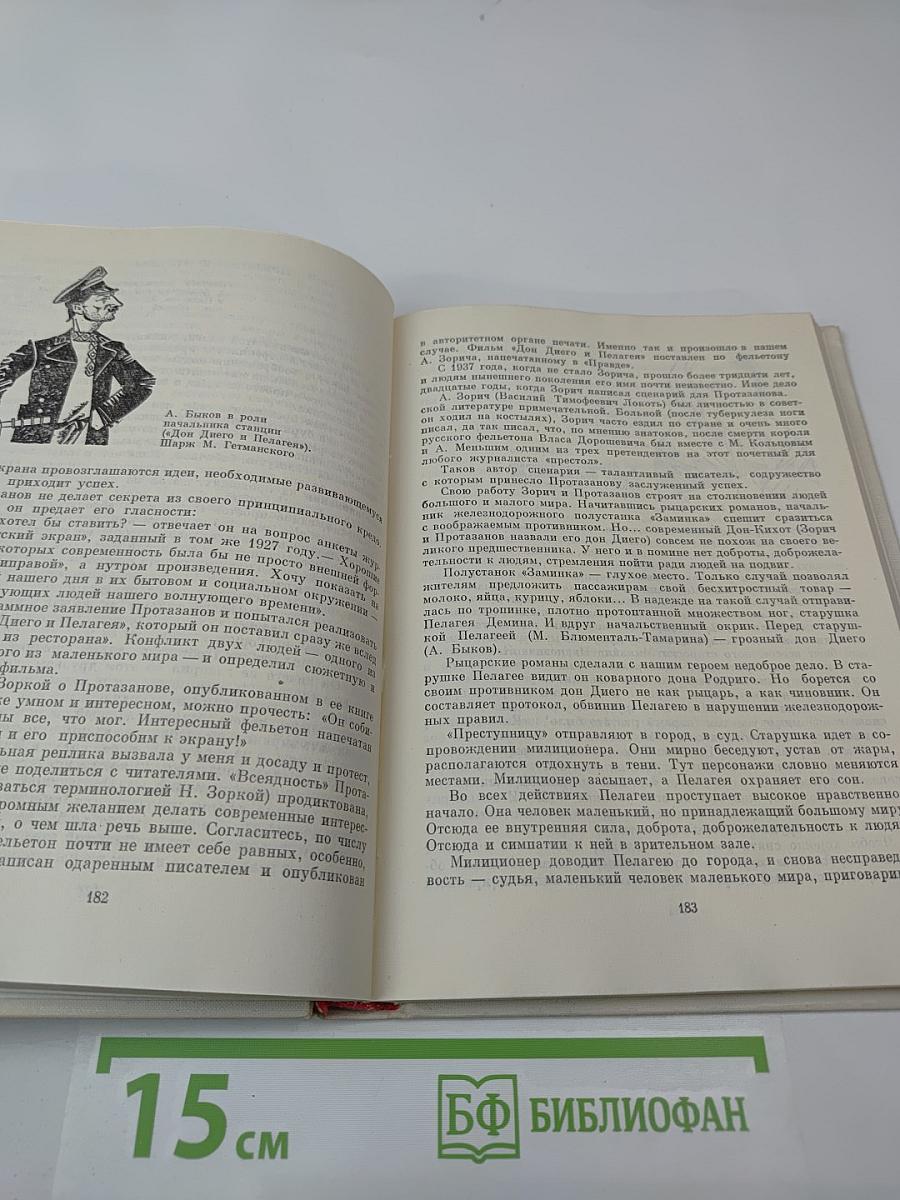 А. Быков в роли
начальника станции
(«Дон Диего и Пелагея»).
Шарж М. Гетманского
крана провозглашаются идеи, необходимые развивающемуся
приходит успех.
анов не делает секрета из своего принципиального кредо.
он предает его гласности:
хотел бы ставить? — отвечает он на вопрос анкеты жур-
ский экран», заданный в том же 1927 году. — Хорошие
которых современность была бы не просто внешней фор-
иправой», а нутром произведения. Хочу показать на
нашего дня в их бытовом и социальном окружении —
ующих людей нашего волнующего времени».
аммное заявление Протазанов и попытался реализовать
Диего и Пелагея», который он поставил сразу же вслед
из ресторана». Конфликт двух людей — одного из
ого из маленького мира — и определил сюжетную и
фильма.
Зоркой о Протазанове, опубликованном в ее книге
ке умном и интересном, можно прочесть: «Он соби-
ны все, что мог. Интересный фельетон напечатав
и и его приспособим к экрану!»
льная реплика вызвала у меня и досаду и протест,
не поделиться с читателями. «Всеядность» Прота-
ваться терминологией Н. Зоркой) продиктована,
ромным желанием делать современные интерес-
, о чем шла речь выше. Согласитесь, по числу
ельетон почти не имеет себе равных, особенно,
аписан одаренным писателем и опубликован
182
в авторитетном органе печати. Именно так и произошло в нашем
случае. Фильм «Дон Диего и Пелагея» поставлен по фельетону
А. Зорича, напечатанному в «Правде».
С 1937 года, когда не стало Зорича, прошло более тридцати лет,
и людям нынешнего поколения его имя почти неизвестно. Иное дело
двадцатые годы, когда Зорич написал сценарий для Протазанова.
А. Зорич (Василий Тимофеевич Локоть) был личностью в совет-
ской литературе примечательной. Больной (после туберкулеза ноги
он ходил на костылях), Зорич часто ездил по стране и очень много
писал, да так писал, что, по мнению знатоков, после смерти короля
русского фельетона Власа Дорошевича был вместе с М. Кольцовым
и А. Меньшим одним из трех претендентов на этот почетный для
любого журналиста «престол».
Таков автор сценария — талантливый писатель, содружество
с которым принесло Протазанову заслуженный успех.
Свою работу Зорич и Протазанов строят на столкновении людей
большого и малого мира. Начитавшись рыцарских романов, началь-
ник железнодорожного полустанка «Заминка» спешит сразиться
с воображаемым противником. Но... современный Дон-Кихот (Зорич
и Протазанов назвали его дон Диего) совсем не похож на своего ве-
ликого предшественника. У него и в помине нет доброты, доброжела-
тельности к людям, стремления пойти ради людей на подвиг.
Полустанок «Заминка» — глухое место. Только случай позволял
жителям предложить пассажирам свой бесхитростный товар —
молоко, яйца, курицу, яблоки... В надежде на такой случай отправи-
лась по тропинке, плотно протоптанной множеством ног, старушка
Пелагея Демина. И вдруг начальственный окрик. Перед старуш-
кой Пелагеей (М. Блюменталь-Тамарина) — грозный дон Диего
(А. Быков).
Рыцарские романы сделали с нашим героем недоброе дело. В ста-
рушке Пелагее видит он коварного дона Родриго. Но борется со
своим противником дон Диего не как рыцарь, а как чиновник. Он
составляет протокол, обвинив Пелагею в нарушении железнодорож-
ных правил.
«Преступницу» отправляют в город, в суд. Старушка идет в со-
провождении милиционера. Они мирно беседуют, устав от жары,
располагаются отдохнуть в тени. Тут персонажи словно меняются
местами. Милиционер засыпает, а Пелагея охраняет его сон.
Во всех действиях Пелагеи проступает высокое нравственно
начало. Она человек маленький, но принадлежащий большому миру
Отсюда ее внутренняя сила, доброта, доброжелательность к людя
Отсюда и симпатии к ней в зрительном зале.
Милиционер доводит Пелагею до города, и снова несправед
вость — судья, маленький человек маленького мира, приговари
183
15 см
БФ БИБЛИОФАН